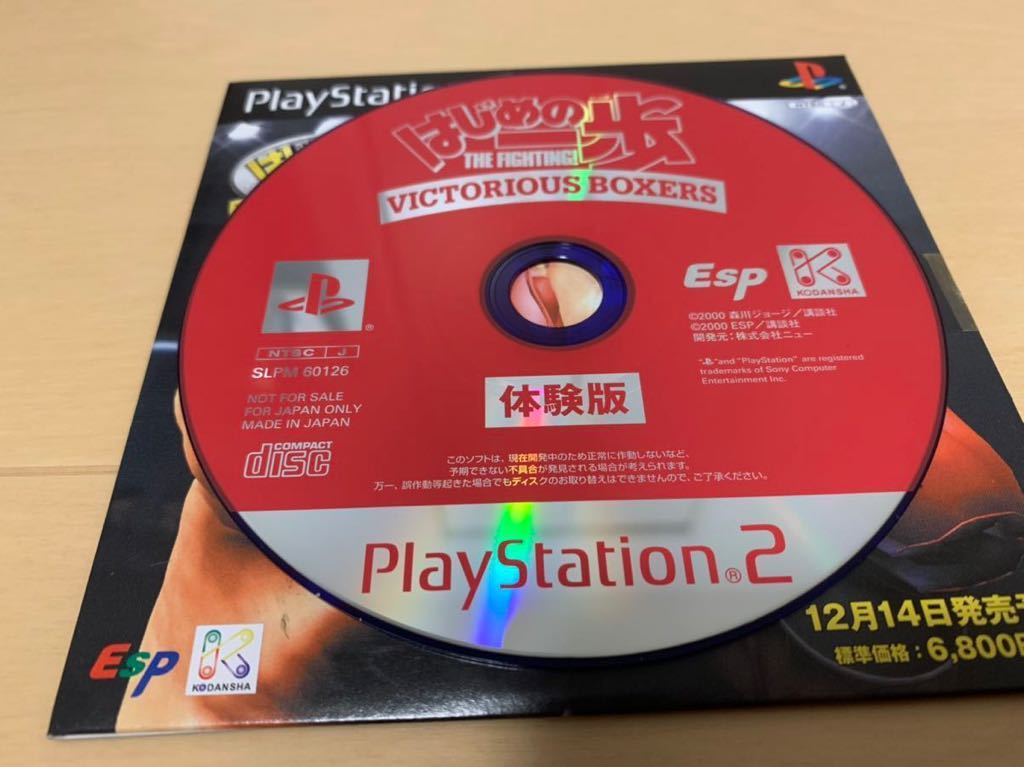 PlayStati
NTSC J
はじめの一歩
THE FIGHTING!
VICTORIOUS BOXERS
Esp
KODANSHA
©2000 森川ジョージ／講談社
©2000 ESP／講談社
開発元：株式会社ニュー
"PS"and "PlayStation" are registered
trademarks of Sony Computer
Entertainment Inc.
®
NTSC J
SLPM 60126
NOT FOR SALE
FOR JAPAN ONLY
MADE IN JAPAN
COMPACT
disc
体験版
このソフトは、現在開発中のため正常に作動しないなど、
予期できない不具合が発見される場合が考えられます。
万一、誤作動等起きた場合でもディスクのお取り替えはできませんので、ご了承ください。
PlayStation®2
12月14日発売予
標準価格：6,800円
Esp
KODANSHA